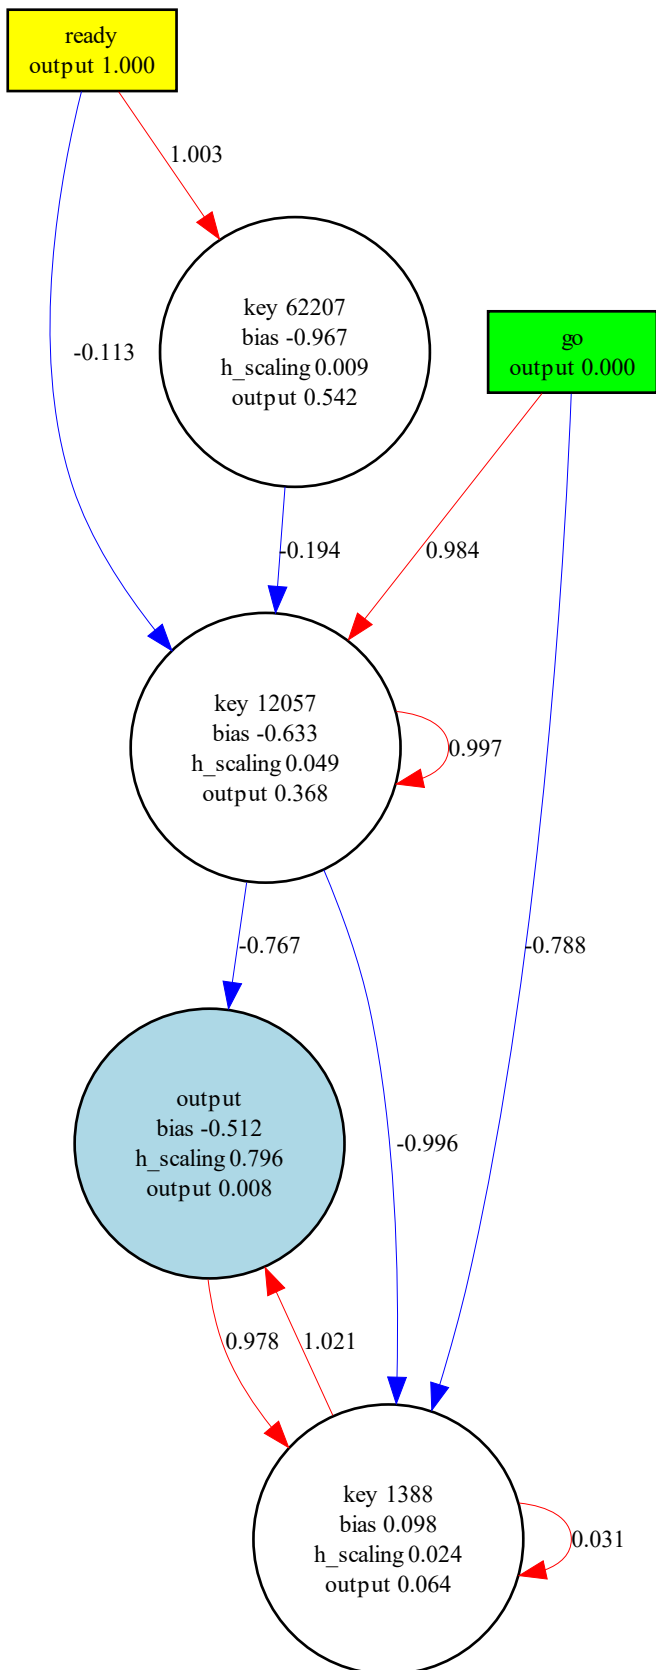 ready
output 1.000
1.003
key 62207
bias -0.967
h_scaling 0.009
output 0.542
go
output 0.000
-0.113
-0.194
0.984
key 12057
bias -0.633
h_scaling 0.049
output 0.368
0.997
-0.767
-0.788
output
bias -0.512
h_scaling 0.796
output 0.008
-0.996
0.978
1.021
key 1388
bias 0.098
h_scaling 0.024
output 0.064
0.031